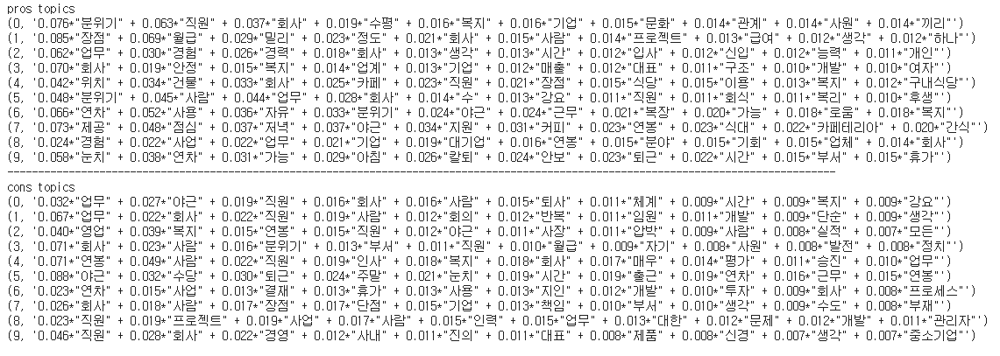 pros topics
(0, '0.076*"분위기" + 0.063*"직원" + 0.037*"회사" + 0.019*"수평" + 0.016*"복지" + 0.016*"기업" + 0.015*"문화" + 0.014*"관계" + 0.014*"사원" + 0.014*"끼리"')
(1, '0.085*"장점" + 0.069*"월급" + 0.029*"밀리" + 0.023*"정도" + 0.021*"회사" + 0.015*"사람" + 0.014*"프로젝트" + 0.013*"급여" + 0.012*"생각" + 0.012*"하나"')
(2, '0.062*"업무" + 0.030*"경험" + 0.026*"경력" + 0.018*"회사" + 0.013*"생각" + 0.013*"시간" + 0.012*"입사" + 0.012*"신입" + 0.012*"능력" + 0.011*"개인"')
(3, '0.070*"회사" + 0.019*"안정" + 0.015*"복지" + 0.014*"업계" + 0.013*"기업" + 0.012*"매출" + 0.012*"대표" + 0.011*"구조" + 0.010*"개발" + 0.010*"여자"')
(4, '0.042*"위치" + 0.034*"건물" + 0.033*"회사" + 0.025*"카페" + 0.023*"직원" + 0.021*"장점" + 0.015*"식당" + 0.015*"이용" + 0.013*"복지" + 0.012*"구내식당"')
(5, '0.048*"분위기" + 0.045*"사람" + 0.044*"업무" + 0.028*"회사" + 0.014*"수" + 0.013*"강요" + 0.011*"직원" + 0.011*"회식" + 0.011*"복리" + 0.010*"후생"')
(6, '0.066*"연차" + 0.052*"사용" + 0.036*"자유" + 0.033*"분위기" + 0.024*"야근" + 0.024*"근무" + 0.021*"복장" + 0.020*"가능" + 0.018*"로움" + 0.018*"복지"')
(7, '0.073*"제공" + 0.048*"점심" + 0.037*"저녁" + 0.037*"야근" + 0.034*"지원" + 0.031*"커피" + 0.023*"연봉" + 0.023*"식대" + 0.022*"카페테리아" + 0.020*"간식"')
(8, '0.024*"경험" + 0.022*"사업" + 0.022*"업무" + 0.021*"기업" + 0.019*"대기업" + 0.016*"연봉" + 0.015*"분야" + 0.015*"기회" + 0.015*"업체" + 0.014*"회사"')
(9, '0.058*"눈치" + 0.038*"연차" + 0.031*"가능" + 0.029*"아침" + 0.026*"칼퇴" + 0.024*"안보" + 0.023*"퇴근" + 0.022*"시간" + 0.015*"부서" + 0.015*"휴가"')
cons topics
(0, '0.032*"업무" + 0.027*"야근" + 0.019*"직원" + 0.016*"회사" + 0.016*"사람" + 0.015*"퇴사" + 0.011*"체계" + 0.009*"시간" + 0.009*"복지" + 0.009*"강요"')
(1, '0.067*"업무" + 0.022*"회사" + 0.022*"직원" + 0.019*"사람" + 0.012*"회의" + 0.012*"반복" + 0.011*"임원" + 0.011*"개발" + 0.009*"단순" + 0.009*"생각"')
(2, '0.040*"영업" + 0.039*"복지" + 0.015*"연봉" + 0.015*"직원" + 0.012*"야근" + 0.011*"사장" + 0.011*"압박" + 0.009*"사람" + 0.008*"실적" + 0.007*"모든"')
(3, '0.071*"회사" + 0.023*"사람" + 0.016*"분위기" + 0.013*"부서" + 0.011*"직원" + 0.010*"월급" + 0.009*"자기" + 0.008*"사원" + 0.008*"발전" + 0.008*"정치"')
(4, '0.071*"연봉" + 0.049*"사람" + 0.022*"직원" + 0.019*"인사" + 0.018*"복지" + 0.018*"회사" + 0.017*"매우" + 0.014*"평가" + 0.011*"승진" + 0.010*"업무"')
(5, '0.088*"야근" + 0.032*"수당" + 0.030*"퇴근" + 0.024*"주말" + 0.021*"눈치" + 0.019*"시간" + 0.019*"출근" + 0.019*"연차" + 0.016*"근무" + 0.015*"연봉"')
(6, '0.023*"연차" + 0.015*"사업" + 0.013*"결재" + 0.013*"휴가" + 0.013*"사용" + 0.013*"지인" + 0.012*"개발" + 0.010*"투자" + 0.009*"회사" + 0.008*"프로세스"')
(7, '0.026*"회사" + 0.018*"사람" + 0.017*"장점" + 0.017*"단점" + 0.015*"기업" + 0.013*"책임" + 0.010*"부서" + 0.010*"생각" + 0.009*"수도" + 0.008*"부재"')
(8, '0.023*"직원" + 0.019*"프로젝트" + 0.019*"사업" + 0.017*"사람" + 0.015*"인력" + 0.015*"업무" + 0.013*"대한" + 0.012*"문제" + 0.012*"개발" + 0.011*"관리자"')
(9, '0.045*"직원" + 0.028*"회사" + 0.022*"경영" + 0.012*"사내" + 0.011*"진의" + 0.011*"대표" + 0.008*"제품" + 0.008*"신경" + 0.007*"생각" + 0.007*"중소기업"')